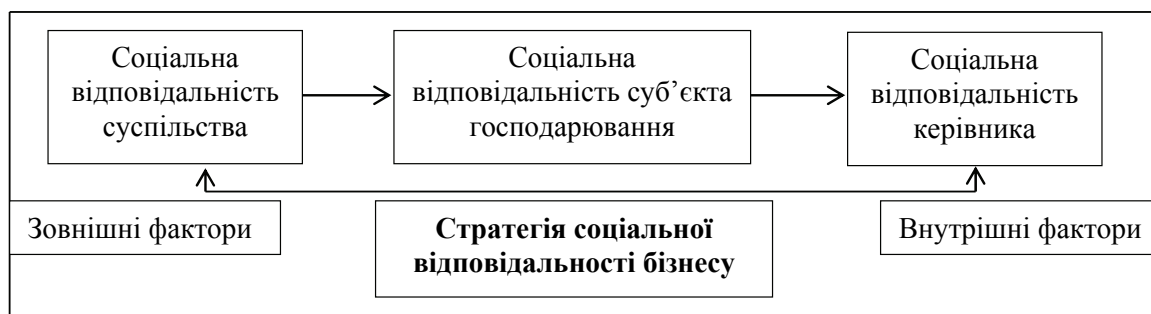 Соціальна
відповідальність
суспільства
Соціальна
відповідальність суб’єкта
господарювання
Соціальна
відповідальність
керівника
Зовнішні фактори
Стратегія соціальної
відповідальності бізнесу
Внутрішні фактори